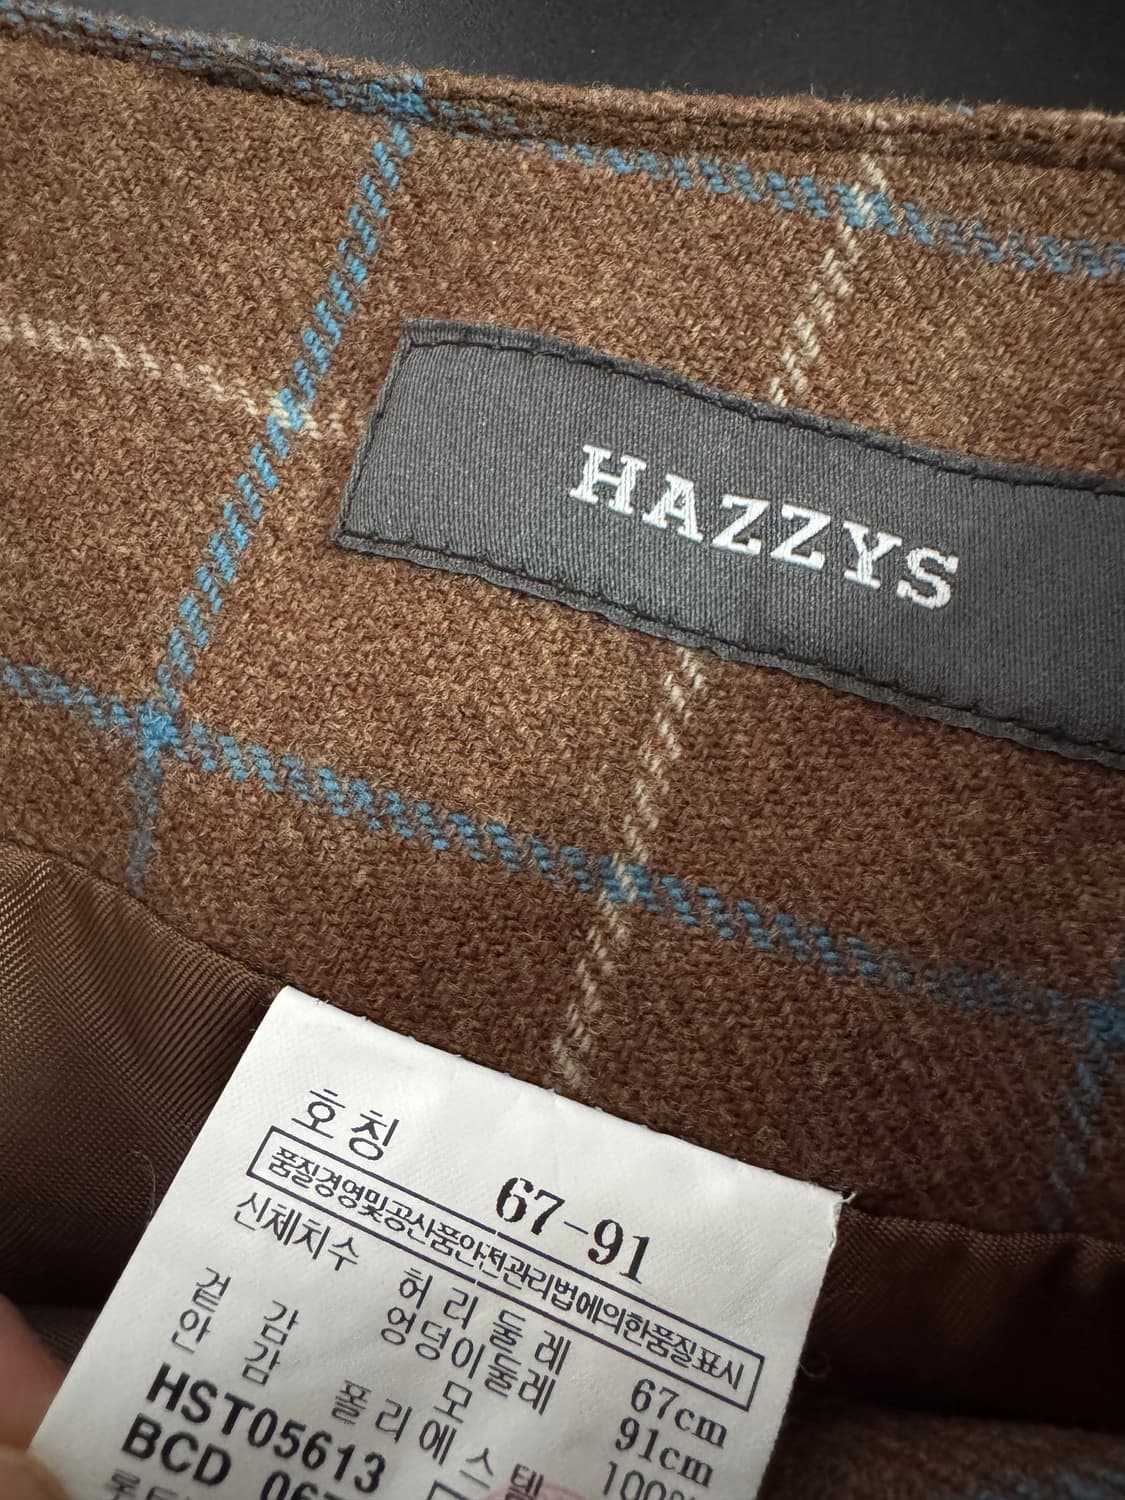 HAZZYS
호칭 67-91
품질경영및공산품안전관리법에의한품질표시
신체치수 허리둘레 67cm
엉덩이둘레 91cm
겉감 모 100%
안감 폴리에스텔
HST05613
BCD